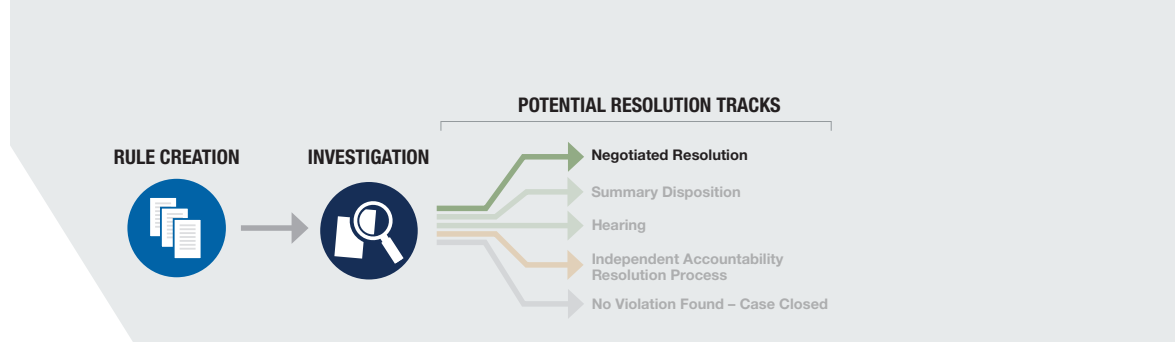 POTENTIAL RESOLUTION TRACKS
RULE CREATION
INVESTIGATION
Negotiated Resolution
Summary Disposition
Hearing
Independent Accountability
Resolution Process
No Violation Found – Case Closed